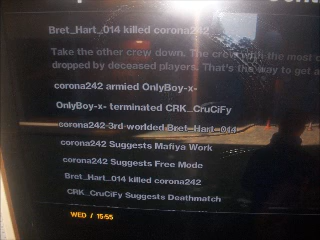 Bret_Hart_014 killed corona242
Take the other crew down. The crew with the most c
dropped by deceased players. That's the way to get a
corona242 armied OnlyBoy-x-
OnlyBoy-x- terminated CRK_CruCiFy
corona242 3rd-worlded Bret_Hart_014
corona242 Suggests Mafiya Work
corona242 Suggests Free Mode
Bret_Hart_014 killed corona242
CRK_CruCiFy Suggests Deathmatch
WED / 15:55